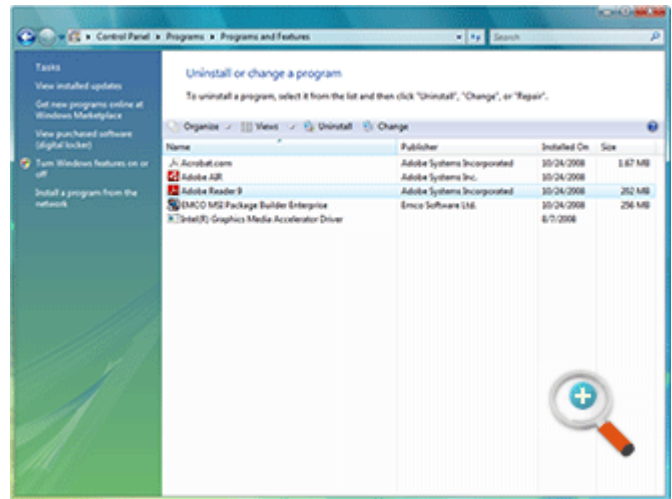 Control Panel ▸ Programs ▸ Programs and Features
Search
Tasks
View installed updates
Get new programs online at
Windows Marketplace
View purchased software
(digital locker)
Turn Windows features on or
off
Install a program from the
network
Uninstall or change a program
To uninstall a program, select it from the list and then click "Uninstall", "Change", or "Repair".
Organize Views Uninstall Change
Name Publisher Installed On Size
Acrobat.com Adobe Systems Incorporated 10/24/2008 1.67 MB
Adobe AIR Adobe Systems Inc. 10/24/2008
Adobe Reader 9 Adobe Systems Incorporated 10/24/2008 202 MB
EMCO MSI Package Builder Enterprise Emco Software Ltd. 10/24/2008 256 MB
Intel(R) Graphics Media Accelerator Driver 8/7/2008